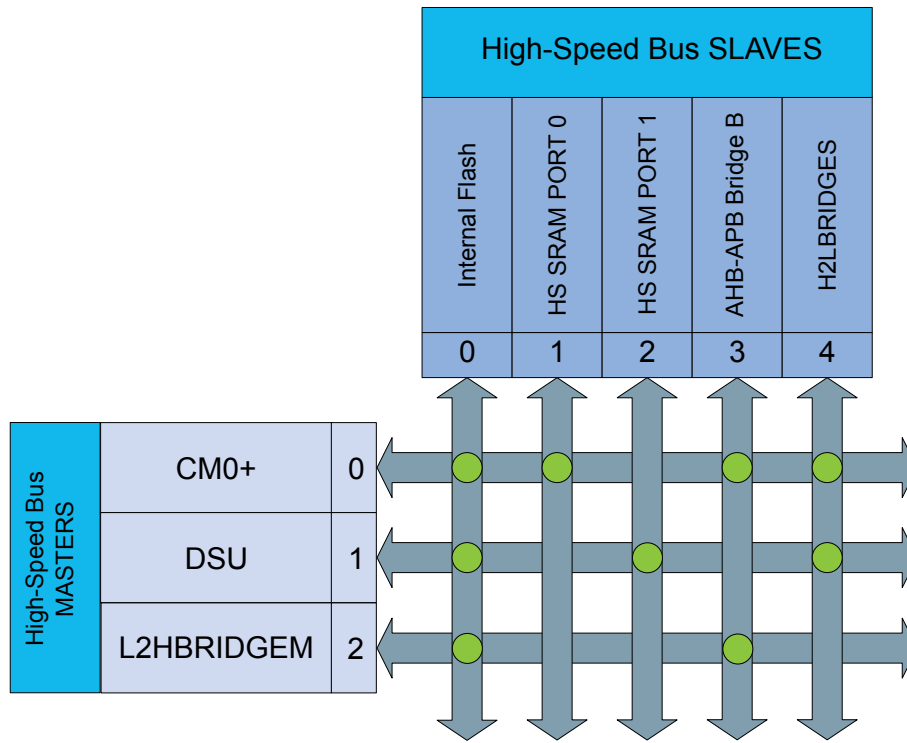 High-Speed Bus SLAVES
Internal Flash
HS SRAM PORT 0
HS SRAM PORT 1
AHB-APB Bridge B
H2LBRIDGES
0
1
2
3
4
High-Speed Bus
MASTERS
CM0+
0
DSU
1
L2HBRIDGEM
2